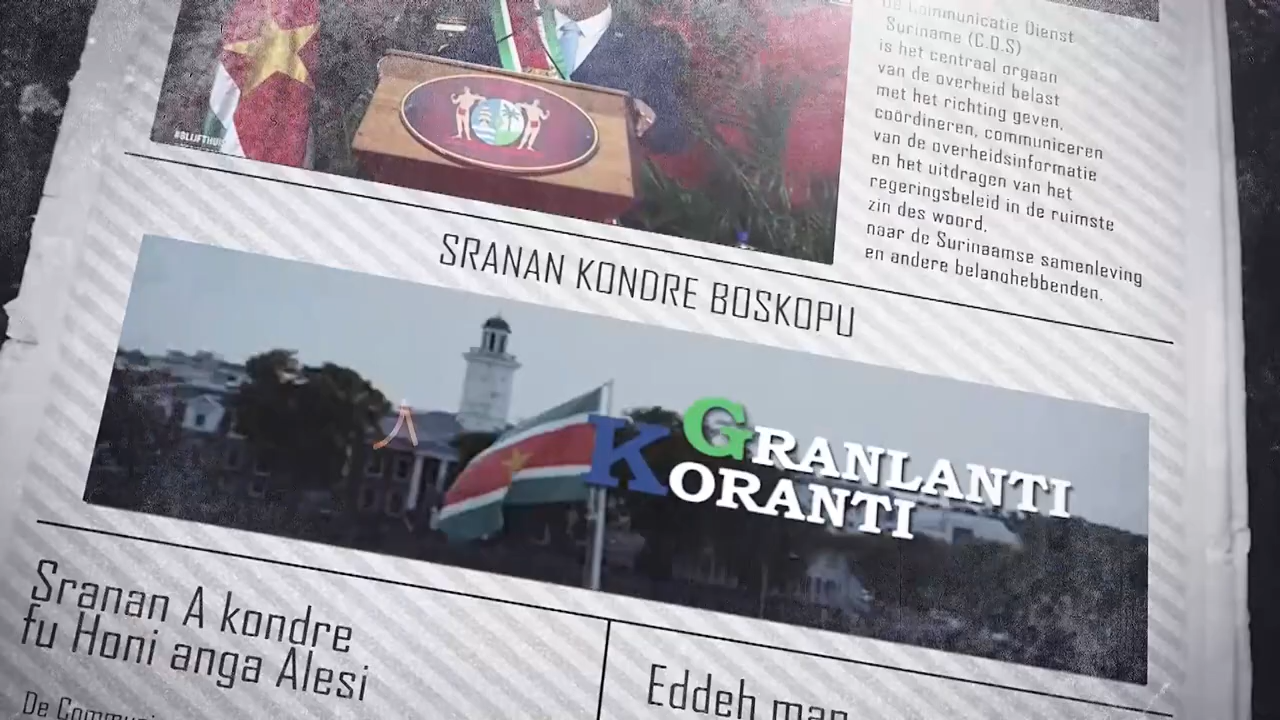 De Communicatie Dienst
Suriname (C.D.S)
is het centraal orgaan
van de overheid belast
met het richting geven,
coördineren, communiceren
van de overheidsinformatie
en het uitdragen van het
regeringsbeleid in de ruimste
zin des woord.
naar de Surinaamse samenleving
en andere belanghebbenden.
SRANAN KONDRE BOSKOPU
GRANLANTI
KORANTI
Sranan A kondre
fu Honi anga Alesi
Eddeh man
De